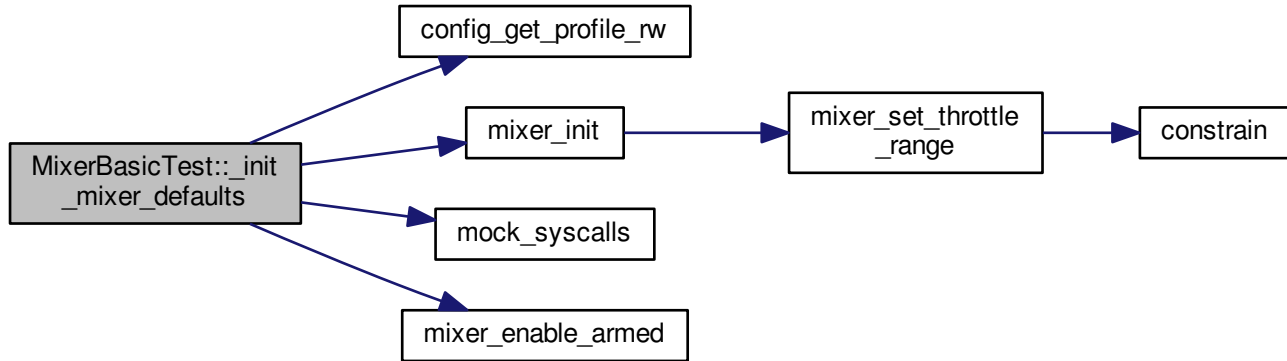 config_get_profile_rw
mixer_init
mixer_set_throttle
_range
constrain
MixerBasicTest::_init
_mixer_defaults
mock_syscalls
mixer_enable_armed